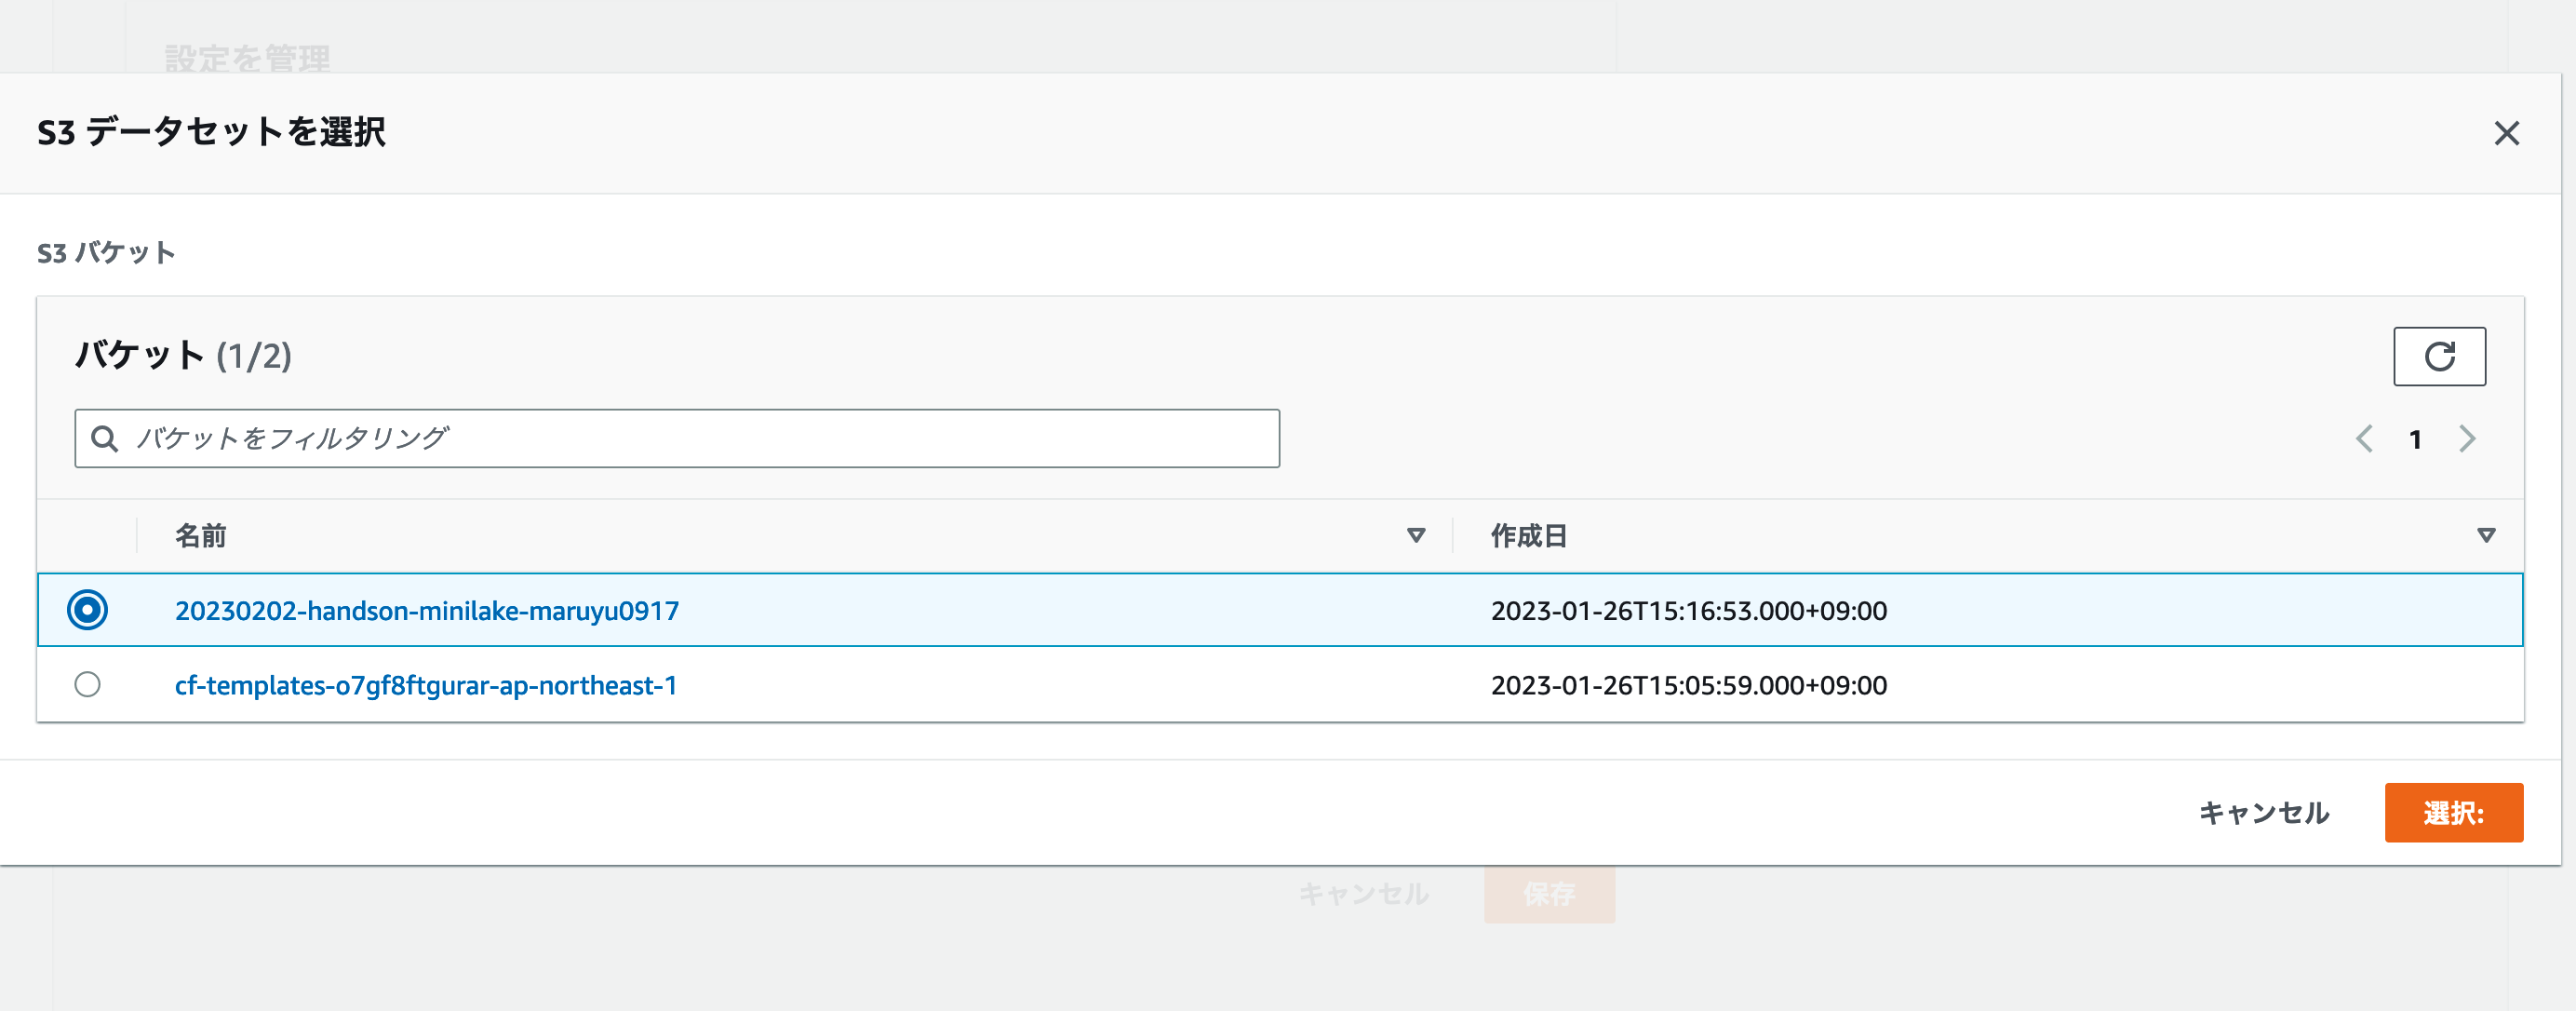 設定を管理
S3 データセットを選択
S3 バケット
バケット (1/2)
バケットをフィルタリング
1
名前 作成日
20230202-handson-minilake-maruyu0917 2023-01-26T15:16:53.000+09:00
cf-templates-o7gf8ftgurar-ap-northeast-1 2023-01-26T15:05:59.000+09:00
キャンセル 選択:
キャンセル 保存